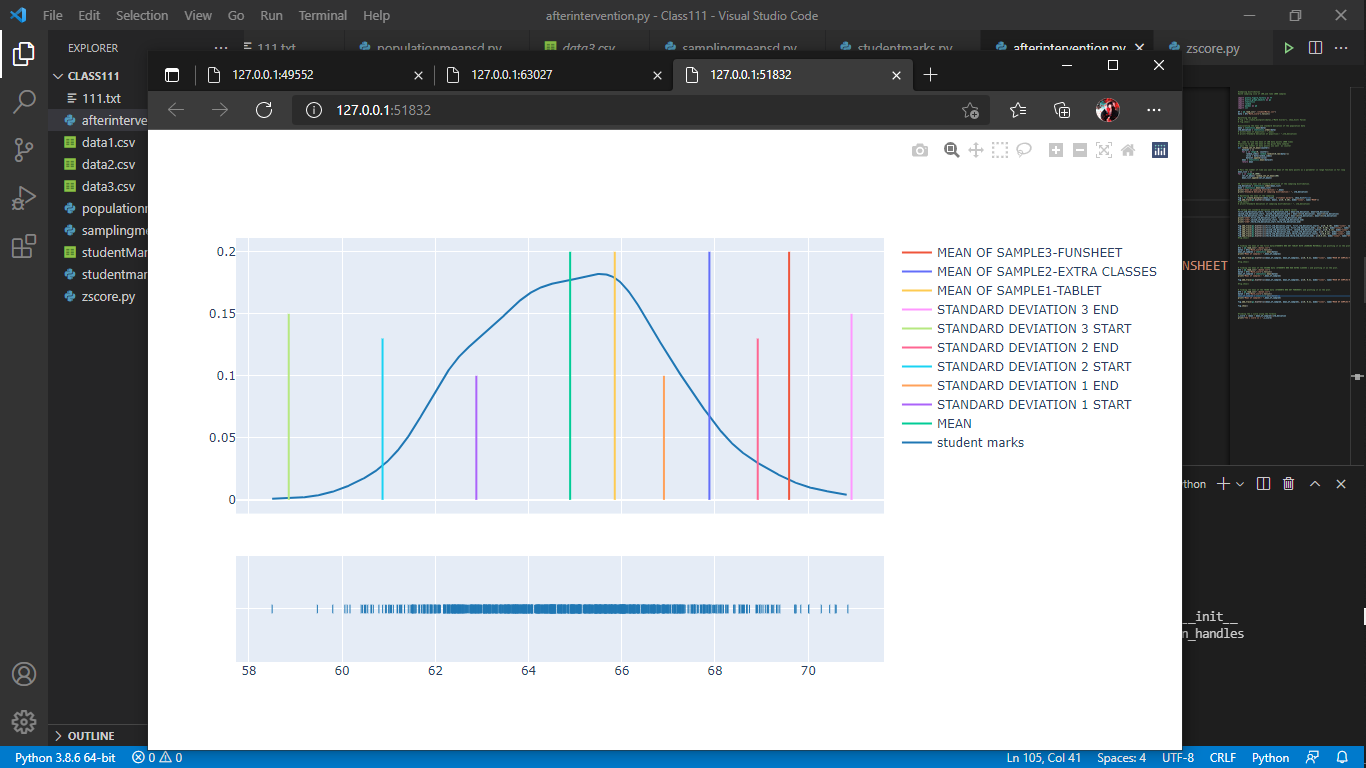 File Edit Selection View Go Run Terminal Help
afterintervention.py - Class111 - Visual Studio Code
EXPLORER
111.txt populationmeansd.py data3.csv samplingmeansd.py studentmarks.py afterintervention.py zscore.py
CLASS111
111.txt
afterinterve
data1.csv
data2.csv
data3.csv
population
samplingme
studentMar
studentmar
zscore.py
OUTLINE
127.0.0.1:49552
127.0.0.1:63027
127.0.0.1:51832
127.0.0.1:51832
0.2
0.15
0.1
0.05
0
MEAN OF SAMPLE3-FUNSHEET
MEAN OF SAMPLE2-EXTRA CLASSES
MEAN OF SAMPLE1-TABLET
STANDARD DEVIATION 3 END
STANDARD DEVIATION 3 START
STANDARD DEVIATION 2 END
STANDARD DEVIATION 2 START
STANDARD DEVIATION 1 END
STANDARD DEVIATION 1 START
MEAN
student marks
58 60 62 64 66 68 70
NSHEET
thon
__init__
n_handles
Python 3.8.6 64-bit 0 0
Ln 105, Col 41 Spaces: 4 UTF-8 CRLF Python